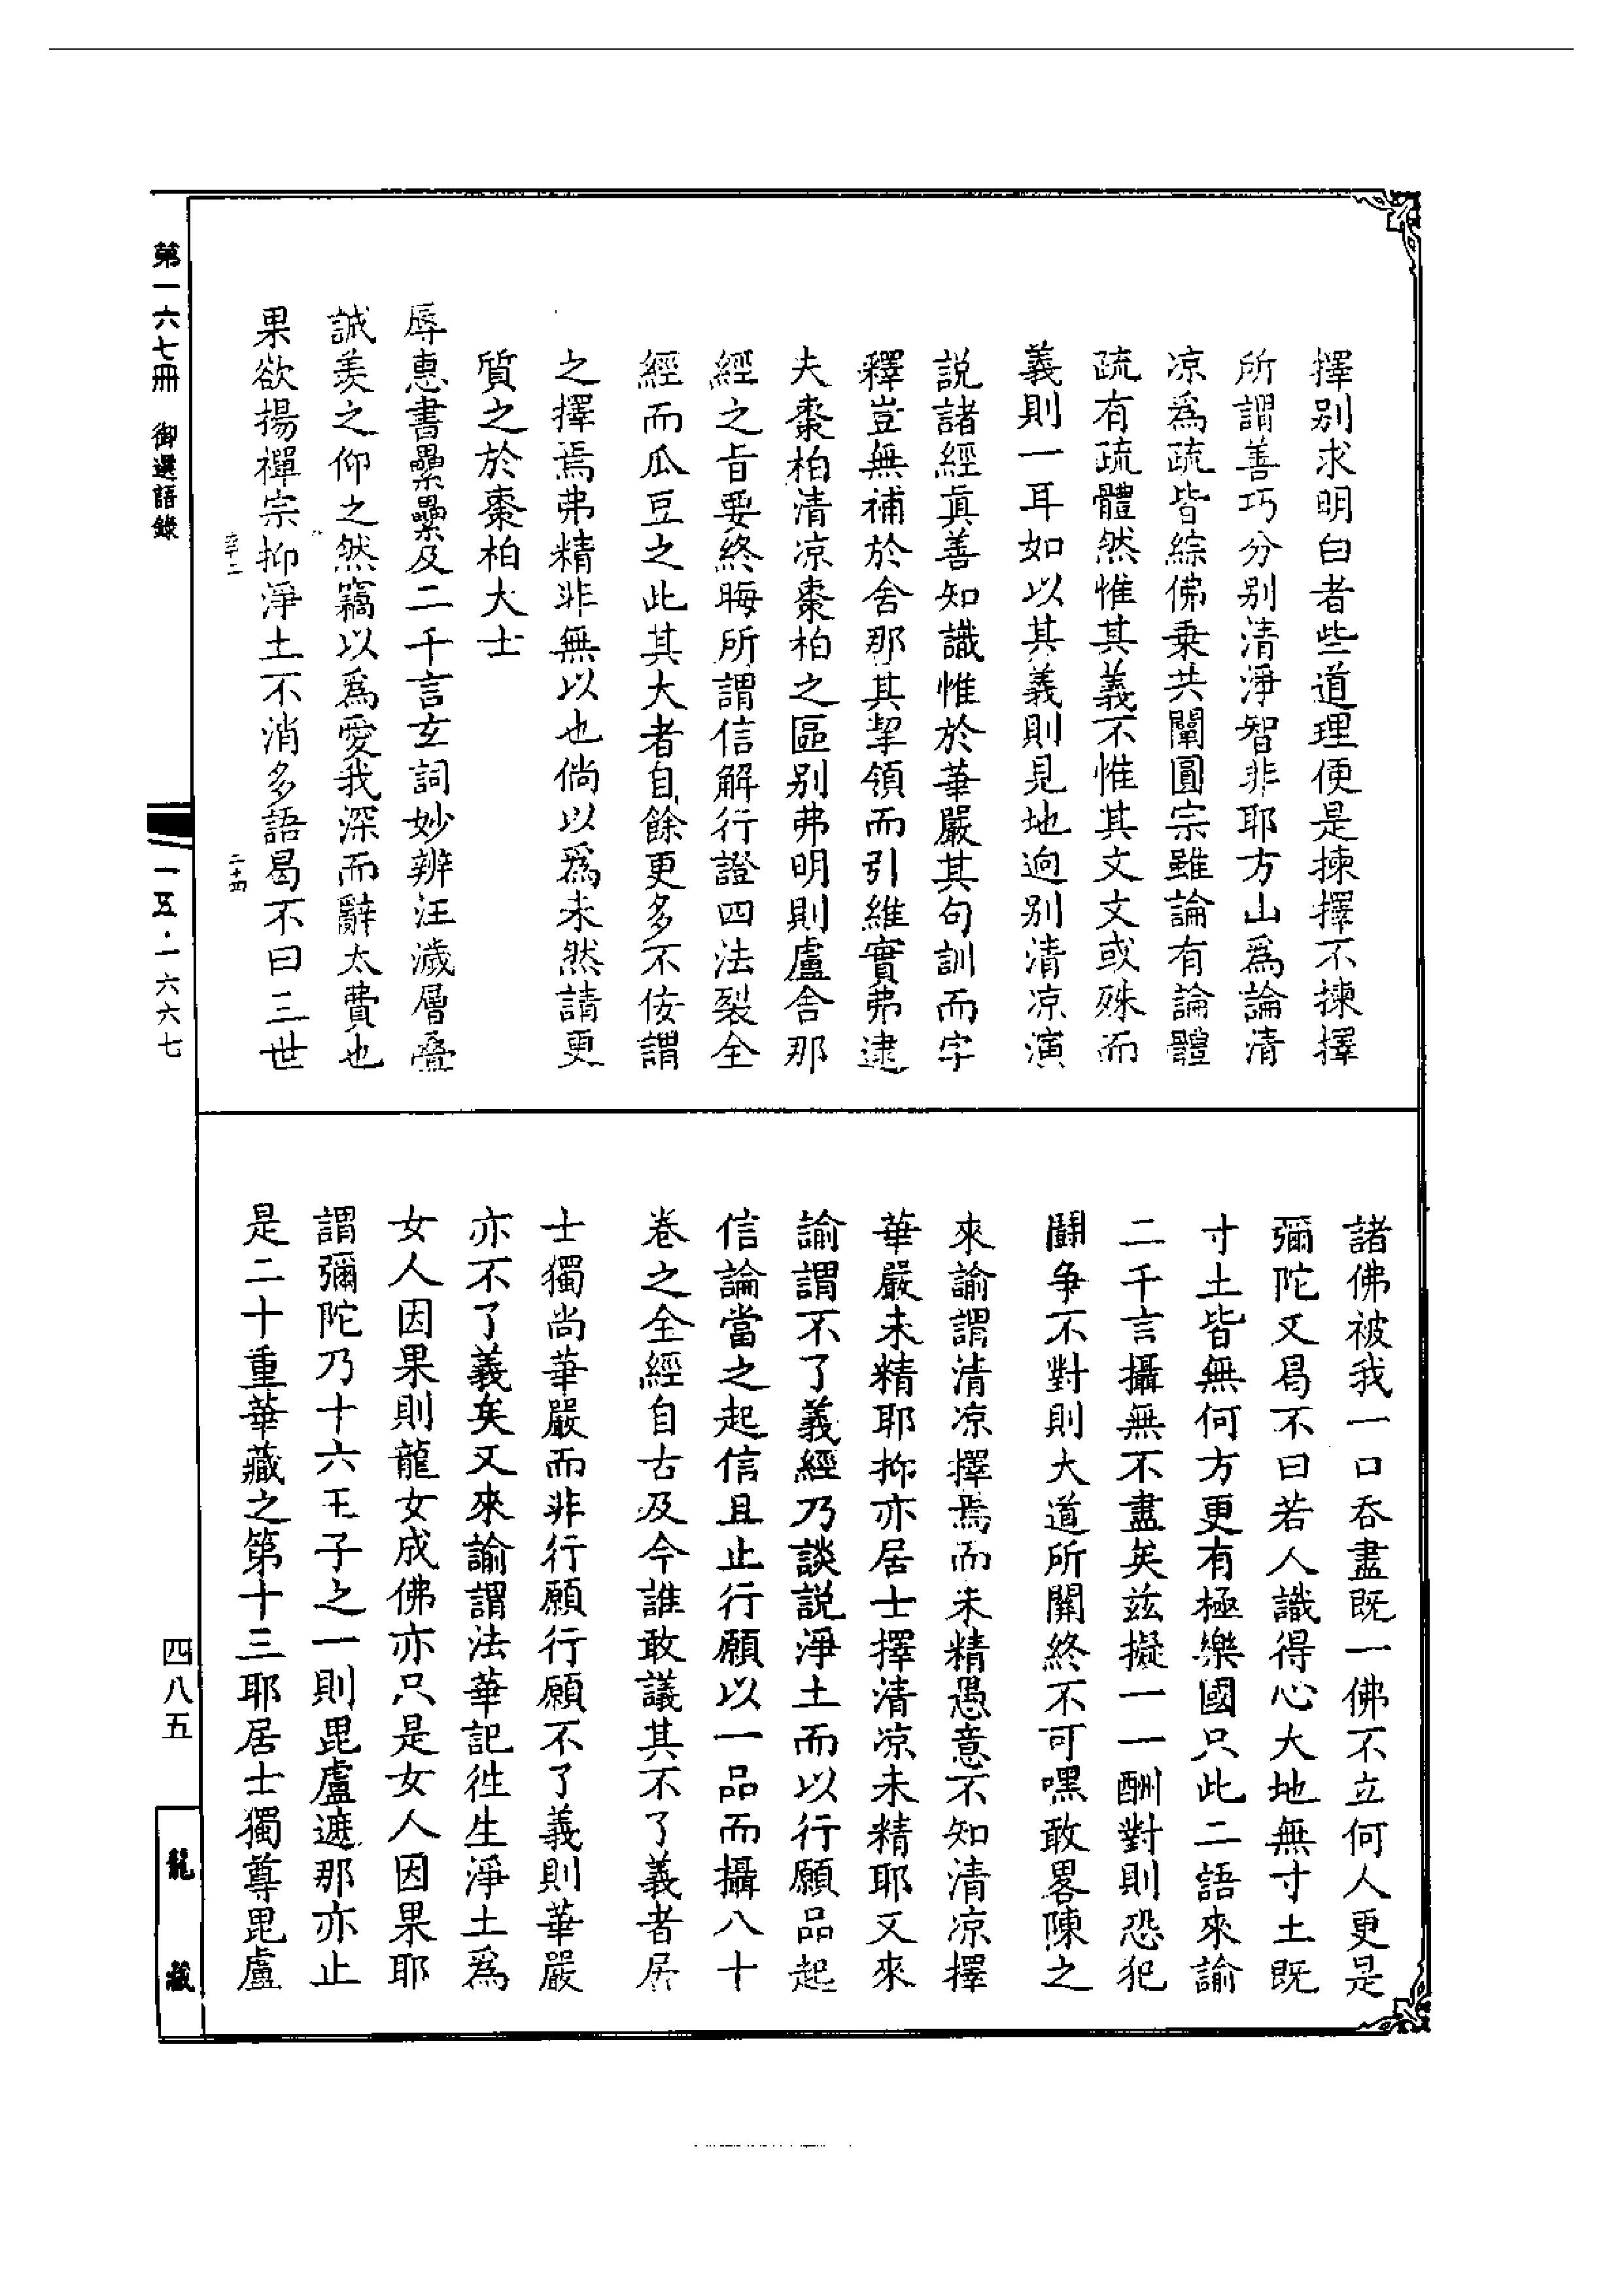 擇别求明白者些道理便是揀擇不揀擇
所謂善巧分别清淨智非耶方山爲論清
凉爲疏皆綜佛乗共闡圓宗雖論有論體
疏有疏體然惟其義不惟其文文或殊而
義則一耳如以其義則見地逈别清凉演
説諸經眞善知識惟於華嚴其句訓而字
釋豈無補於舍那其挈領而引維實弗逮
夫棗柏清凉棗柏之區别弗明則盧舍那
經之旨要終晦所謂信解行證四法裂全
經而瓜豆之此其大者自餘更多不侫謂
之擇焉弗精非無以也倘以爲未然請更
質之於棗柏大士
辱惠書纍纍及二千言玄詞妙辨汪濊層疊
誠羨之仰之然竊以爲愛我深而辭太費也
果欲揚禪宗抑淨土不消多語曷不曰三世
諸佛被我一口吞盡既一佛不立何人更是
彌陀又曷不曰若人識得心大地無寸土既
寸土皆無何方更有極樂國只此二語來諭
二千言攝無不盡矣兹擬一一酬對則恐犯
鬪争不對則大道所關終不可嘿敢畧陳之
來諭謂清凉擇焉而未精愚意不知清凉擇
華嚴未精耶抑亦居士擇清凉未精耶又來
諭謂不了義經乃談説淨土而以行願品起
信論當之起信且止行願以一品而攝八十
卷之全經自古及今誰敢議其不了義者居
士獨尚華嚴而非行願行願不了義則華嚴
亦不了義矣又來諭謂法華記徃生淨土爲
女人因果則龍女成佛亦只是女人因果耶
謂彌陀乃十六王子之一則毘盧遮那亦止
是二十重華藏之第十三耶居士獨尊毘盧
二十四
第一六七冊 御選語錄
一五·一六六七
四八五
龍藏